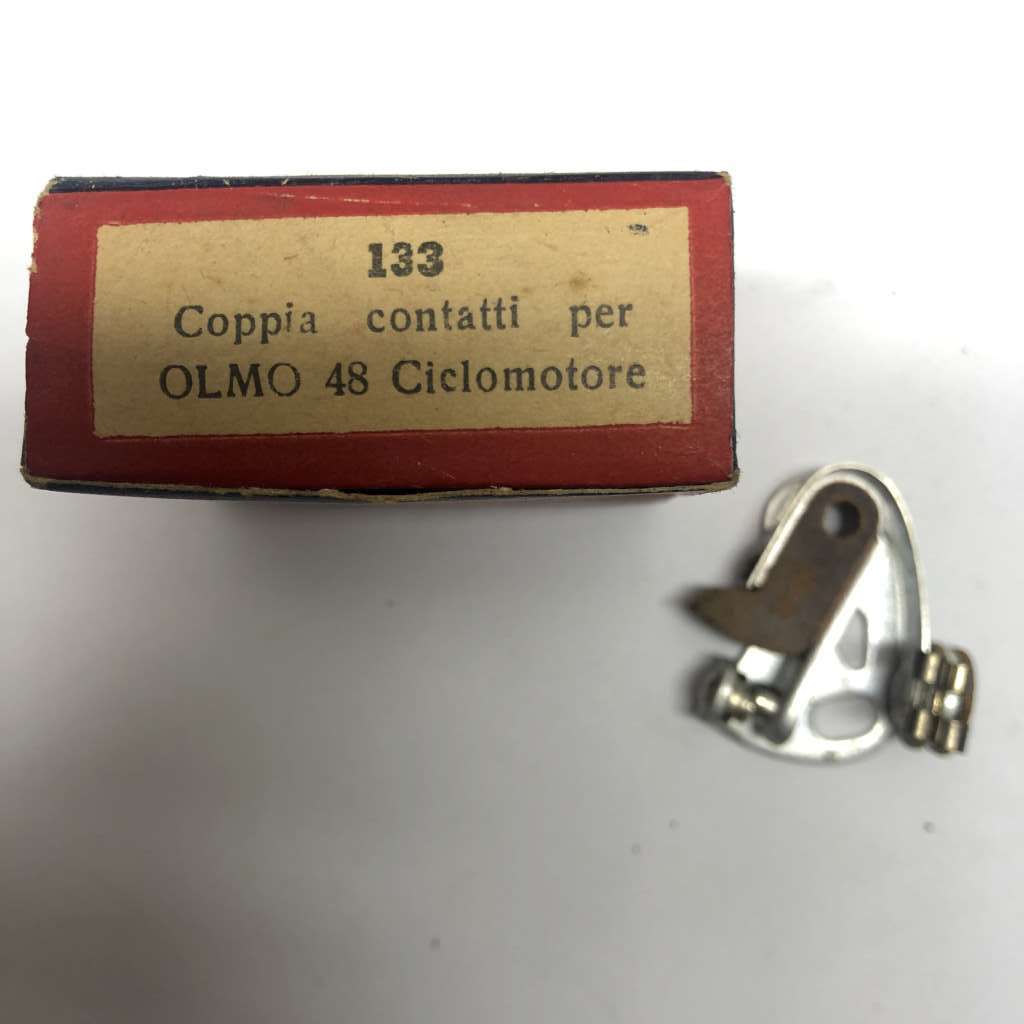 133
Coppia contatti per
OLMO 48 Ciclomotore